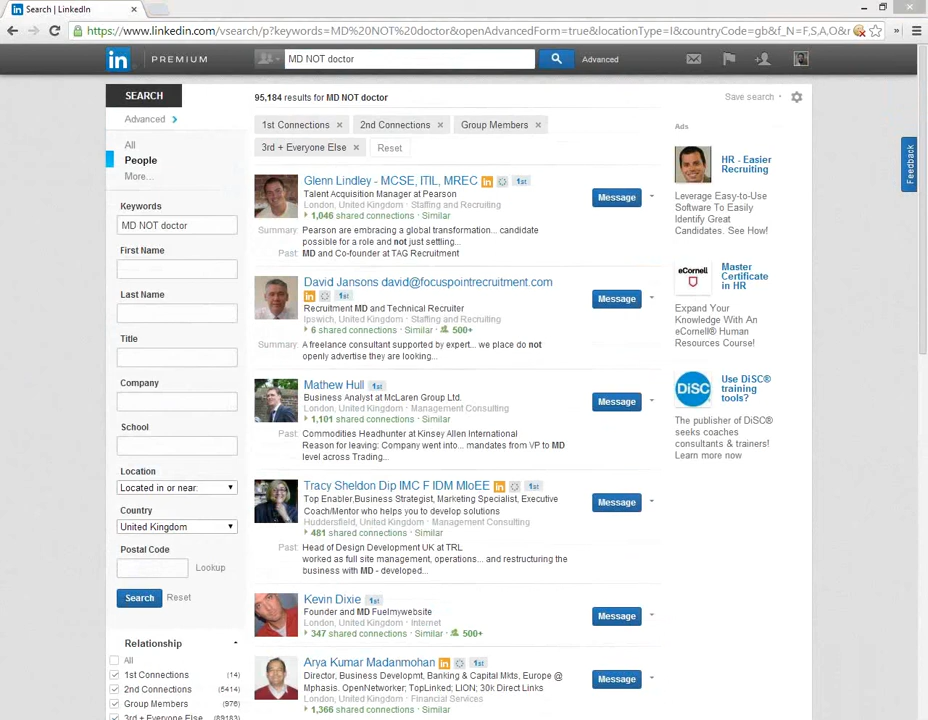 Search | LinkedIn
https://www.linkedin.com/vsearch/p?keywords=MD%20NOT%20doctor&openAdvancedForm=true&locationType=I&countryCode=gb&f_N=F,S,A,O&r
in PREMIUM MD NOT doctor Advanced
SEARCH
Advanced
All
People
More...
Keywords
MD NOT doctor
First Name
Last Name
Title
Company
School
Location
Located in or near:
Country
United Kingdom
Postal Code
Lookup
Search Reset
Relationship
All
1st Connections (14)
2nd Connections (5414)
Group Members (976)
3rd + Everyone Else (89183)
95,184 results for MD NOT doctor
Save search
1st Connections × 2nd Connections × Group Members ×
3rd + Everyone Else × Reset
Glenn Lindley - MCSE, ITIL, MREC in 1st
Talent Acquisition Manager at Pearson
London, United Kingdom · Staffing and Recruiting
1,046 shared connections · Similar
Summary: Pearson are embracing a global transformation... candidate
possible for a role and not just settling...
Past: MD and Co-founder at TAG Recruitment
Message
David Jansons david@focuspointrecruitment.com
in 1st
Recruitment MD and Technical Recruiter
Ipswich, United Kingdom · Staffing and Recruiting
6 shared connections · Similar · 500+
Summary: A freelance consultant supported by expert... we place do not
openly advertise they are looking...
Message
Mathew Hull 1st
Business Analyst at McLaren Group Ltd.
London, United Kingdom · Management Consulting
1,101 shared connections · Similar
Past: Commodities Headhunter at Kinsey Allen International
Reason for leaving: Company went into... mandates from VP to MD
level across Trading...
Message
Tracy Sheldon Dip IMC F IDM MIoEE in 1st
Top Enabler,Business Strategist, Marketing Specialist, Executive
Coach/Mentor who helps you to develop solutions
Huddersfield, United Kingdom · Management Consulting
481 shared connections · Similar
Past: Head of Design Development UK at TRL
worked as full site management, operations... and restructuring the
business with MD - developed...
Message
Kevin Dixie 1st
Founder and MD Fuelmywebsite
London, United Kingdom · Internet
347 shared connections · Similar · 500+
Message
Arya Kumar Madanmohan in 1st
Director, Business Developmt, Banking & Capital Mkts, Europe @
Mphasis. OpenNetworker; TopLinked; LION; 30k Direct Links
London, United Kingdom · Financial Services
1,366 shared connections · Similar
Message
Ads
HR - Easier
Recruiting
Leverage Easy-to-Use
Software To Easily
Identify Great
Candidates. See How!
eCornell
Master
Certificate
in HR
Expand Your
Knowledge With An
eCornell® Human
Resources Course!
DiSC
Use DiSC®
training
tools?
The publisher of DiSC®
seeks coaches
consultants & trainers!
Learn more now
Feedback